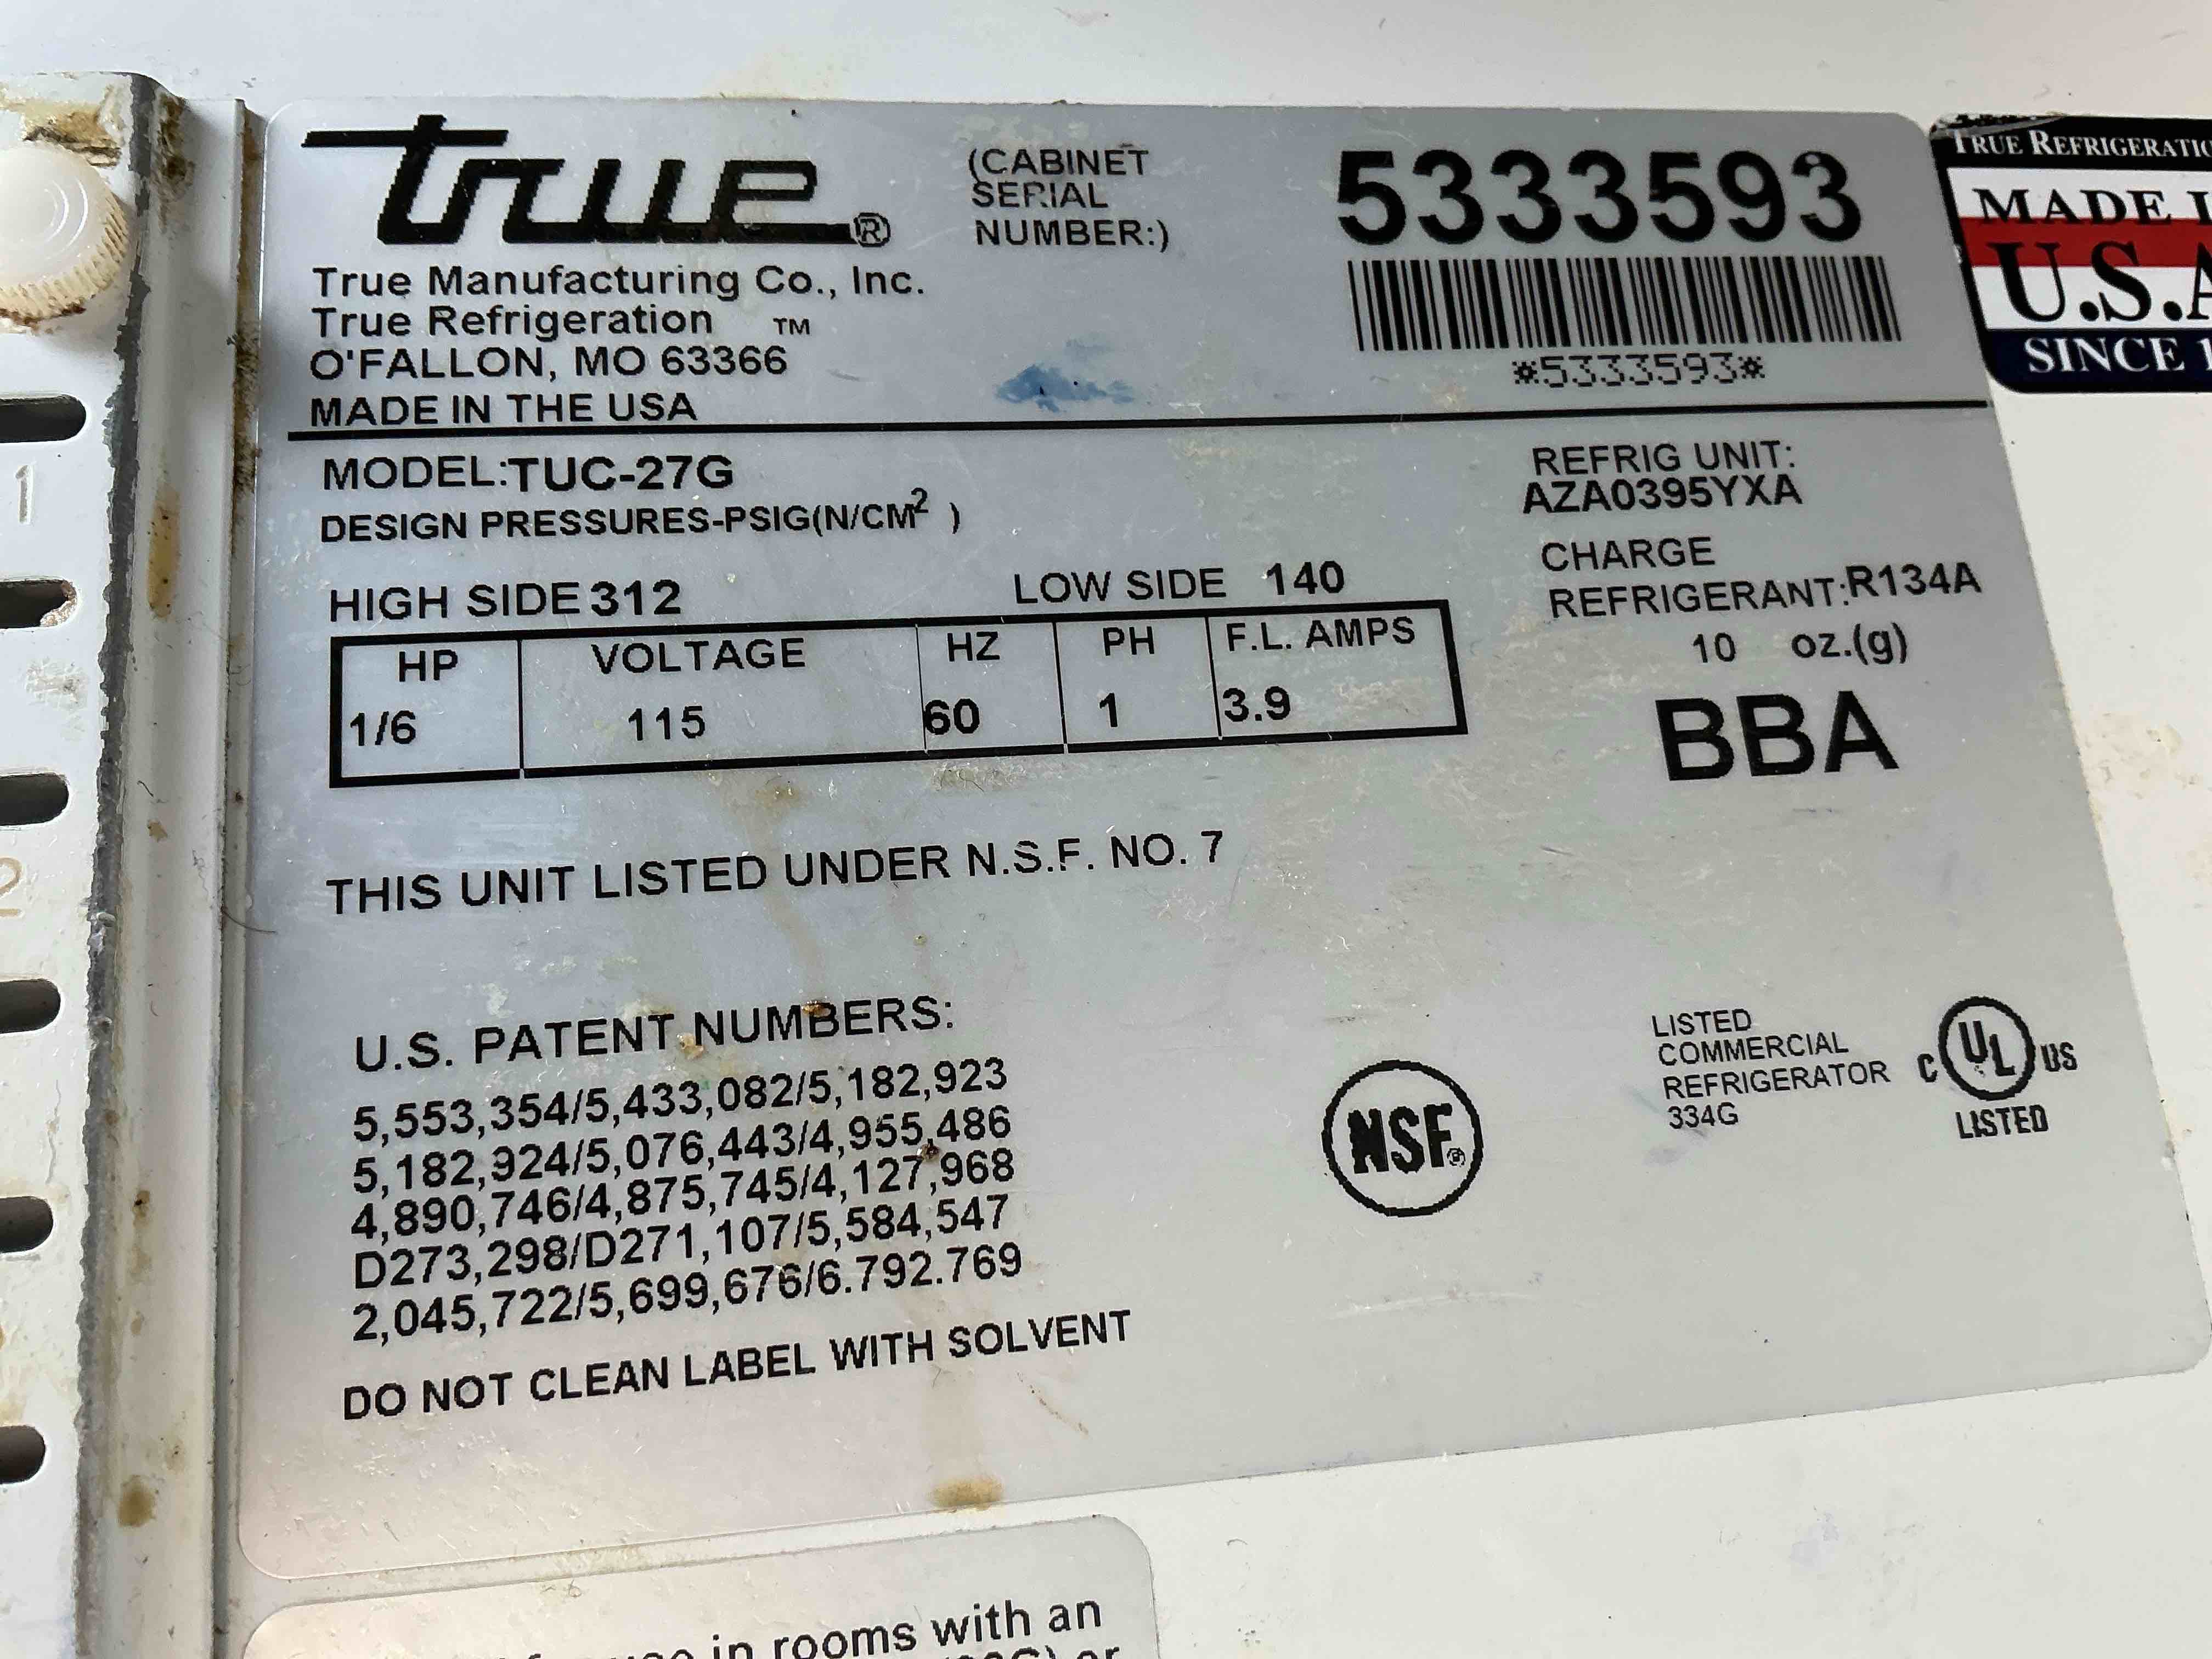 true®
(CABINET
SERIAL
NUMBER:)
5333593
*5333593*
True Manufacturing Co., Inc.
True Refrigeration ™
O'FALLON, MO 63366
MADE IN THE USA
TRUE REFRIGERATIO
MADE I
U.S.A
SINCE 1
MODEL:TUC-27G
DESIGN PRESSURES-PSIG(N/CM² )
HIGH SIDE 312 LOW SIDE 140
HP VOLTAGE HZ PH F.L. AMPS
1/6 115 60 1 3.9
REFRIG UNIT:
AZA0395YXA
CHARGE
REFRIGERANT:R134A
10 oz.(g)
BBA
THIS UNIT LISTED UNDER N.S.F. NO. 7
U.S. PATENT NUMBERS:
5,553,354/5,433,082/5,182,923
5,182,924/5,076,443/4,955,486
4,890,746/4,875,745/4,127,968
D273,298/D271,107/5,584,547
2,045,722/5,699,676/6.792.769
DO NOT CLEAN LABEL WITH SOLVENT
NSF®
LISTED
COMMERCIAL
REFRIGERATOR
334G
C UL US
LISTED
1
2
in rooms with an
or